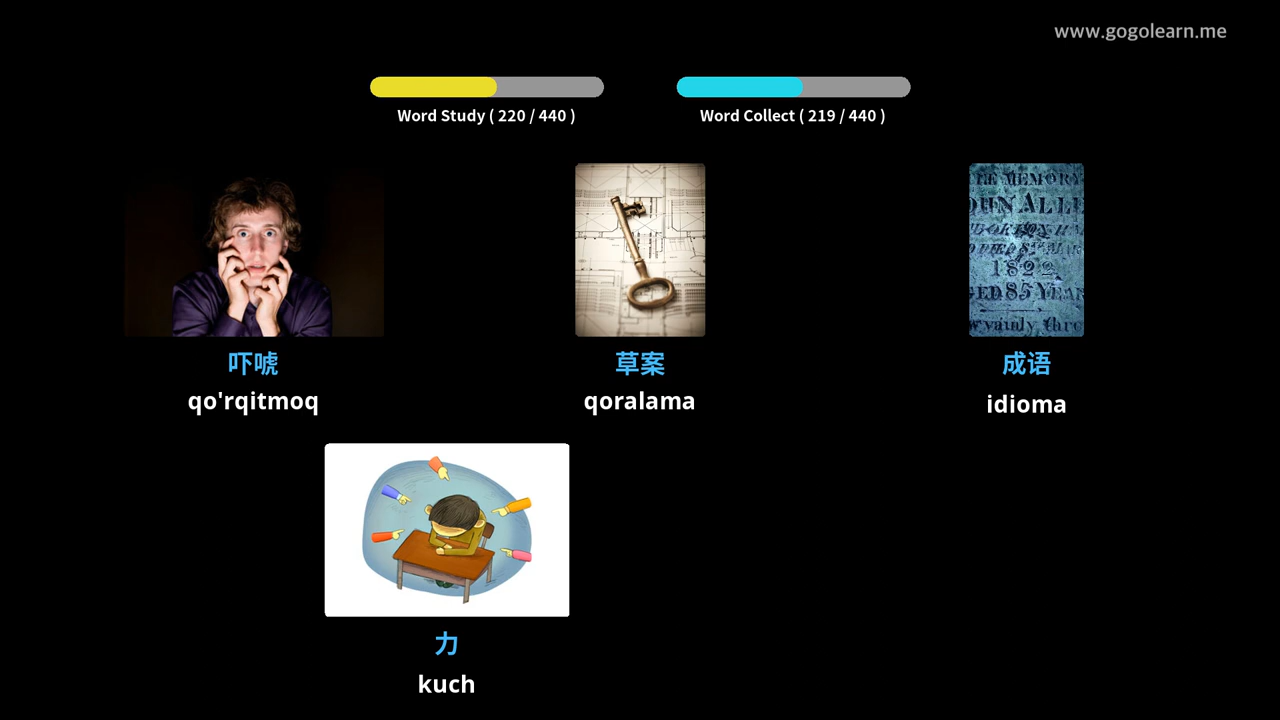 www.gogolearn.me
Word Study ( 220 / 440 )
Word Collect ( 219 / 440 )
1822
吓唬
qo'rqitmoq
草案
qoralama
成语
idioma
力
kuch